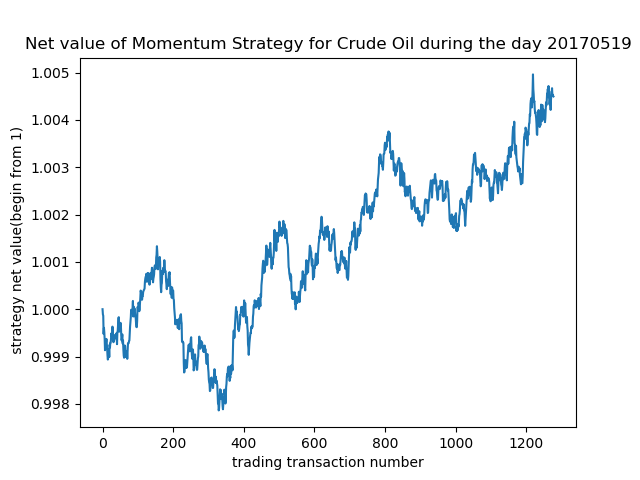 Net value of Momentum Strategy for Crude Oil during the day 20170519
1.005
1.004
1.003
1.002
1.001
1.000
0.999
0.998
strategy net value(begin from 1)
0 200 400 600 800 1000 1200
trading transaction number